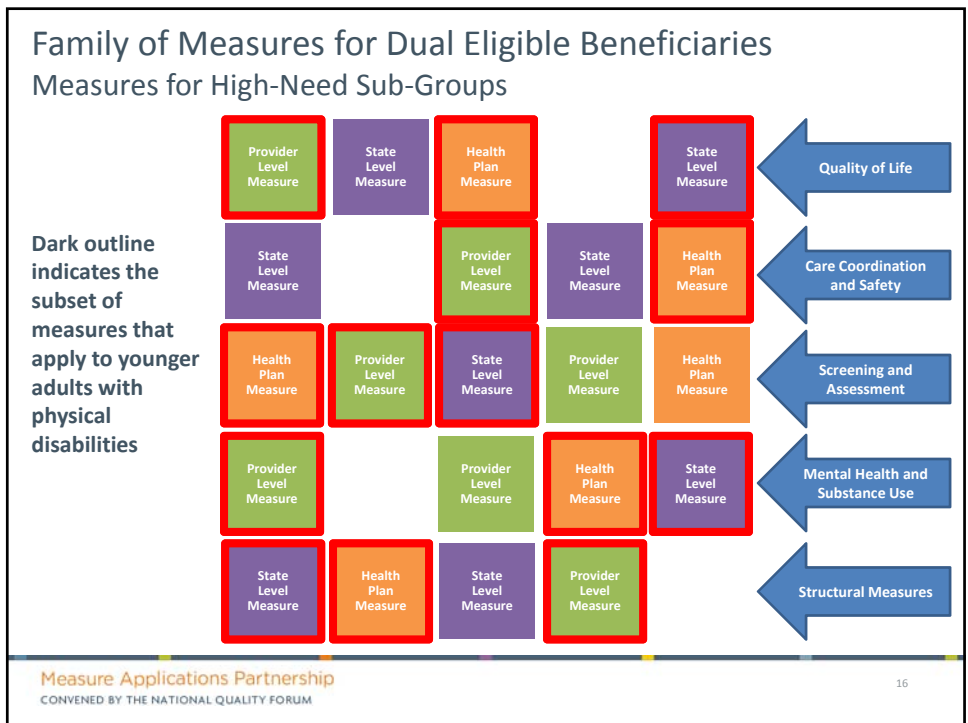 Family of Measures for Dual Eligible Beneficiaries
Measures for High-Need Sub-Groups
Dark outline
indicates the
subset of
measures that
apply to younger
adults with
physical
disabilities
Provider
Level
Measure
State
Level
Measure
Health
Plan
Measure
State
Level
Measure
Quality of Life
State
Level
Measure
Provider
Level
Measure
State
Level
Measure
Health
Plan
Measure
Care Coordination
and Safety
Health
Plan
Measure
Provider
Level
Measure
State
Level
Measure
Provider
Level
Measure
Health
Plan
Measure
Screening and
Assessment
Provider
Level
Measure
Provider
Level
Measure
Health
Plan
Measure
State
Level
Measure
Mental Health and
Substance Use
State
Level
Measure
Health
Plan
Measure
State
Level
Measure
Provider
Level
Measure
Structural Measures
Measure Applications Partnership
CONVENED BY THE NATIONAL QUALITY FORUM
16